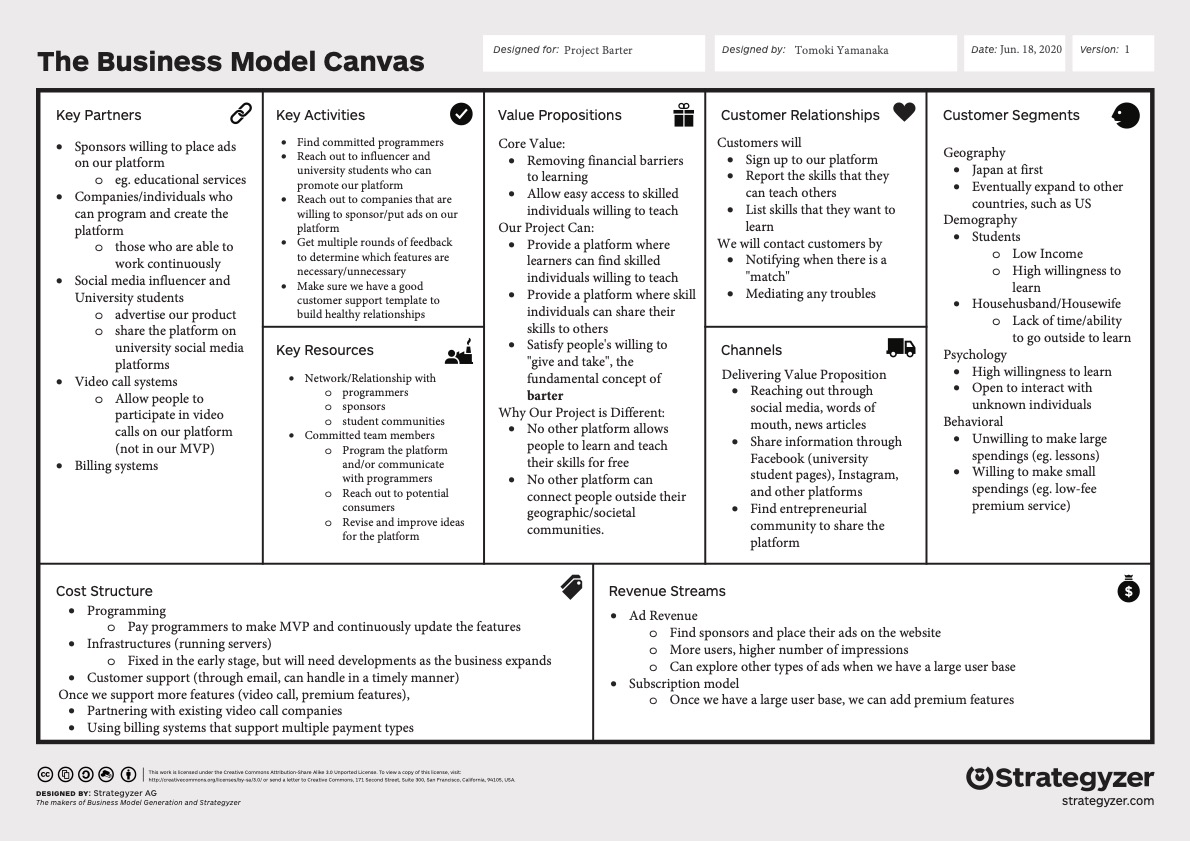 The Business Model Canvas
Designed for: Project Barter
Designed by: Tomoki Yamanaka
Date: Jun. 18, 2020
Version: 1
Key Partners
• Sponsors willing to place ads
on our platform
o eg. educational services
• Companies/individuals who
can program and create the
platform
o those who are able to
work continuously
• Social media influencer and
University students
o advertise our product
o share the platform on
university social media
platforms
• Video call systems
o Allow people to
participate in video
calls on our platform
(not in our MVP)
• Billing systems
Key Activities
• Find committed programmers
• Reach out to influencer and
university students who can
promote our platform
• Reach out to companies that are
willing to sponsor/put ads on our
platform
• Get multiple rounds of feedback
to determine which features are
necessary/unnecessary
• Make sure we have a good
customer support template to
build healthy relationships
Key Resources
• Network/Relationship with
o programmers
o sponsors
o student communities
• Committed team members
o Program the platform
and/or communicate
with programmers
o Reach out to potential
consumers
o Revise and improve ideas
for the platform
Value Propositions
Core Value:
• Removing financial barriers
to learning
• Allow easy access to skilled
individuals willing to teach
Our Project Can:
• Provide a platform where
learners can find skilled
individuals willing to teach
• Provide a platform where skill
individuals can share their
skills to others
• Satisfy people's willing to
"give and take", the
fundamental concept of
barter
Why Our Project is Different:
• No other platform allows
people to learn and teach
their skills for free
• No other platform can
connect people outside their
geographic/societal
communities.
Customer Relationships
Customers will
• Sign up to our platform
• Report the skills that they
can teach others
• List skills that they want to
learn
We will contact customers by
• Notifying when there is a
"match"
• Mediating any troubles
Channels
Delivering Value Proposition
• Reaching out through
social media, words of
mouth, news articles
• Share information through
Facebook (university
student pages), Instagram,
and other platforms
• Find entrepreneurial
community to share the
platform
Customer Segments
Geography
• Japan at first
• Eventually expand to other
countries, such as US
Demography
• Students
o Low Income
o High willingness to
learn
• Househusband/Housewife
o Lack of time/ability
to go outside to learn
Psychology
• High willingness to learn
• Open to interact with
unknown individuals
Behavioral
• Unwilling to make large
spendings (eg. lessons)
• Willing to make small
spendings (eg. low-fee
premium service)
Cost Structure
• Programming
o Pay programmers to make MVP and continuously update the features
• Infrastructures (running servers)
o Fixed in the early stage, but will need developments as the business expands
• Customer support (through email, can handle in a timely manner)
Once we support more features (video call, premium features),
• Partnering with existing video call companies
• Using billing systems that support multiple payment types
Revenue Streams
• Ad Revenue
o Find sponsors and place their ads on the website
o More users, higher number of impressions
o Can explore other types of ads when we have a large user base
• Subscription model
o Once we have a large user base, we can add premium features
$
cc
This work is licensed under the Creative Commons Attribution-Share Alike 3.0 Unported License. To view a copy of this license, visit:
http://creativecommons.org/licenses/by-sa/3.0/ or send a letter to Creative Commons, 171 Second Street, Suite 300, San Francisco, California, 94105, USA.
DESIGNED BY: Strategyzer AG
The makers of Business Model Generation and Strategyzer
Strategyzer
strategyzer.com